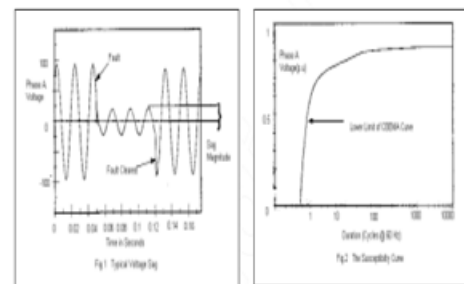 Fault
Phase A
Voltage
100
0
-100
Sag
Magnitude
Fault Cleared
0 0.02 0.04 0.06 0.08 0.10 0.12 0.14 0.16
Time in Seconds
Fig.1 Typical Voltage Sag
1
Phase A
Voltage(p.u)
0.5
Lower Limit of CBEMA Curve
0
1 10 100 1000 10000
Duration (Cycles @ 60 Hz)
Fig.2 The Susceptibility Curve